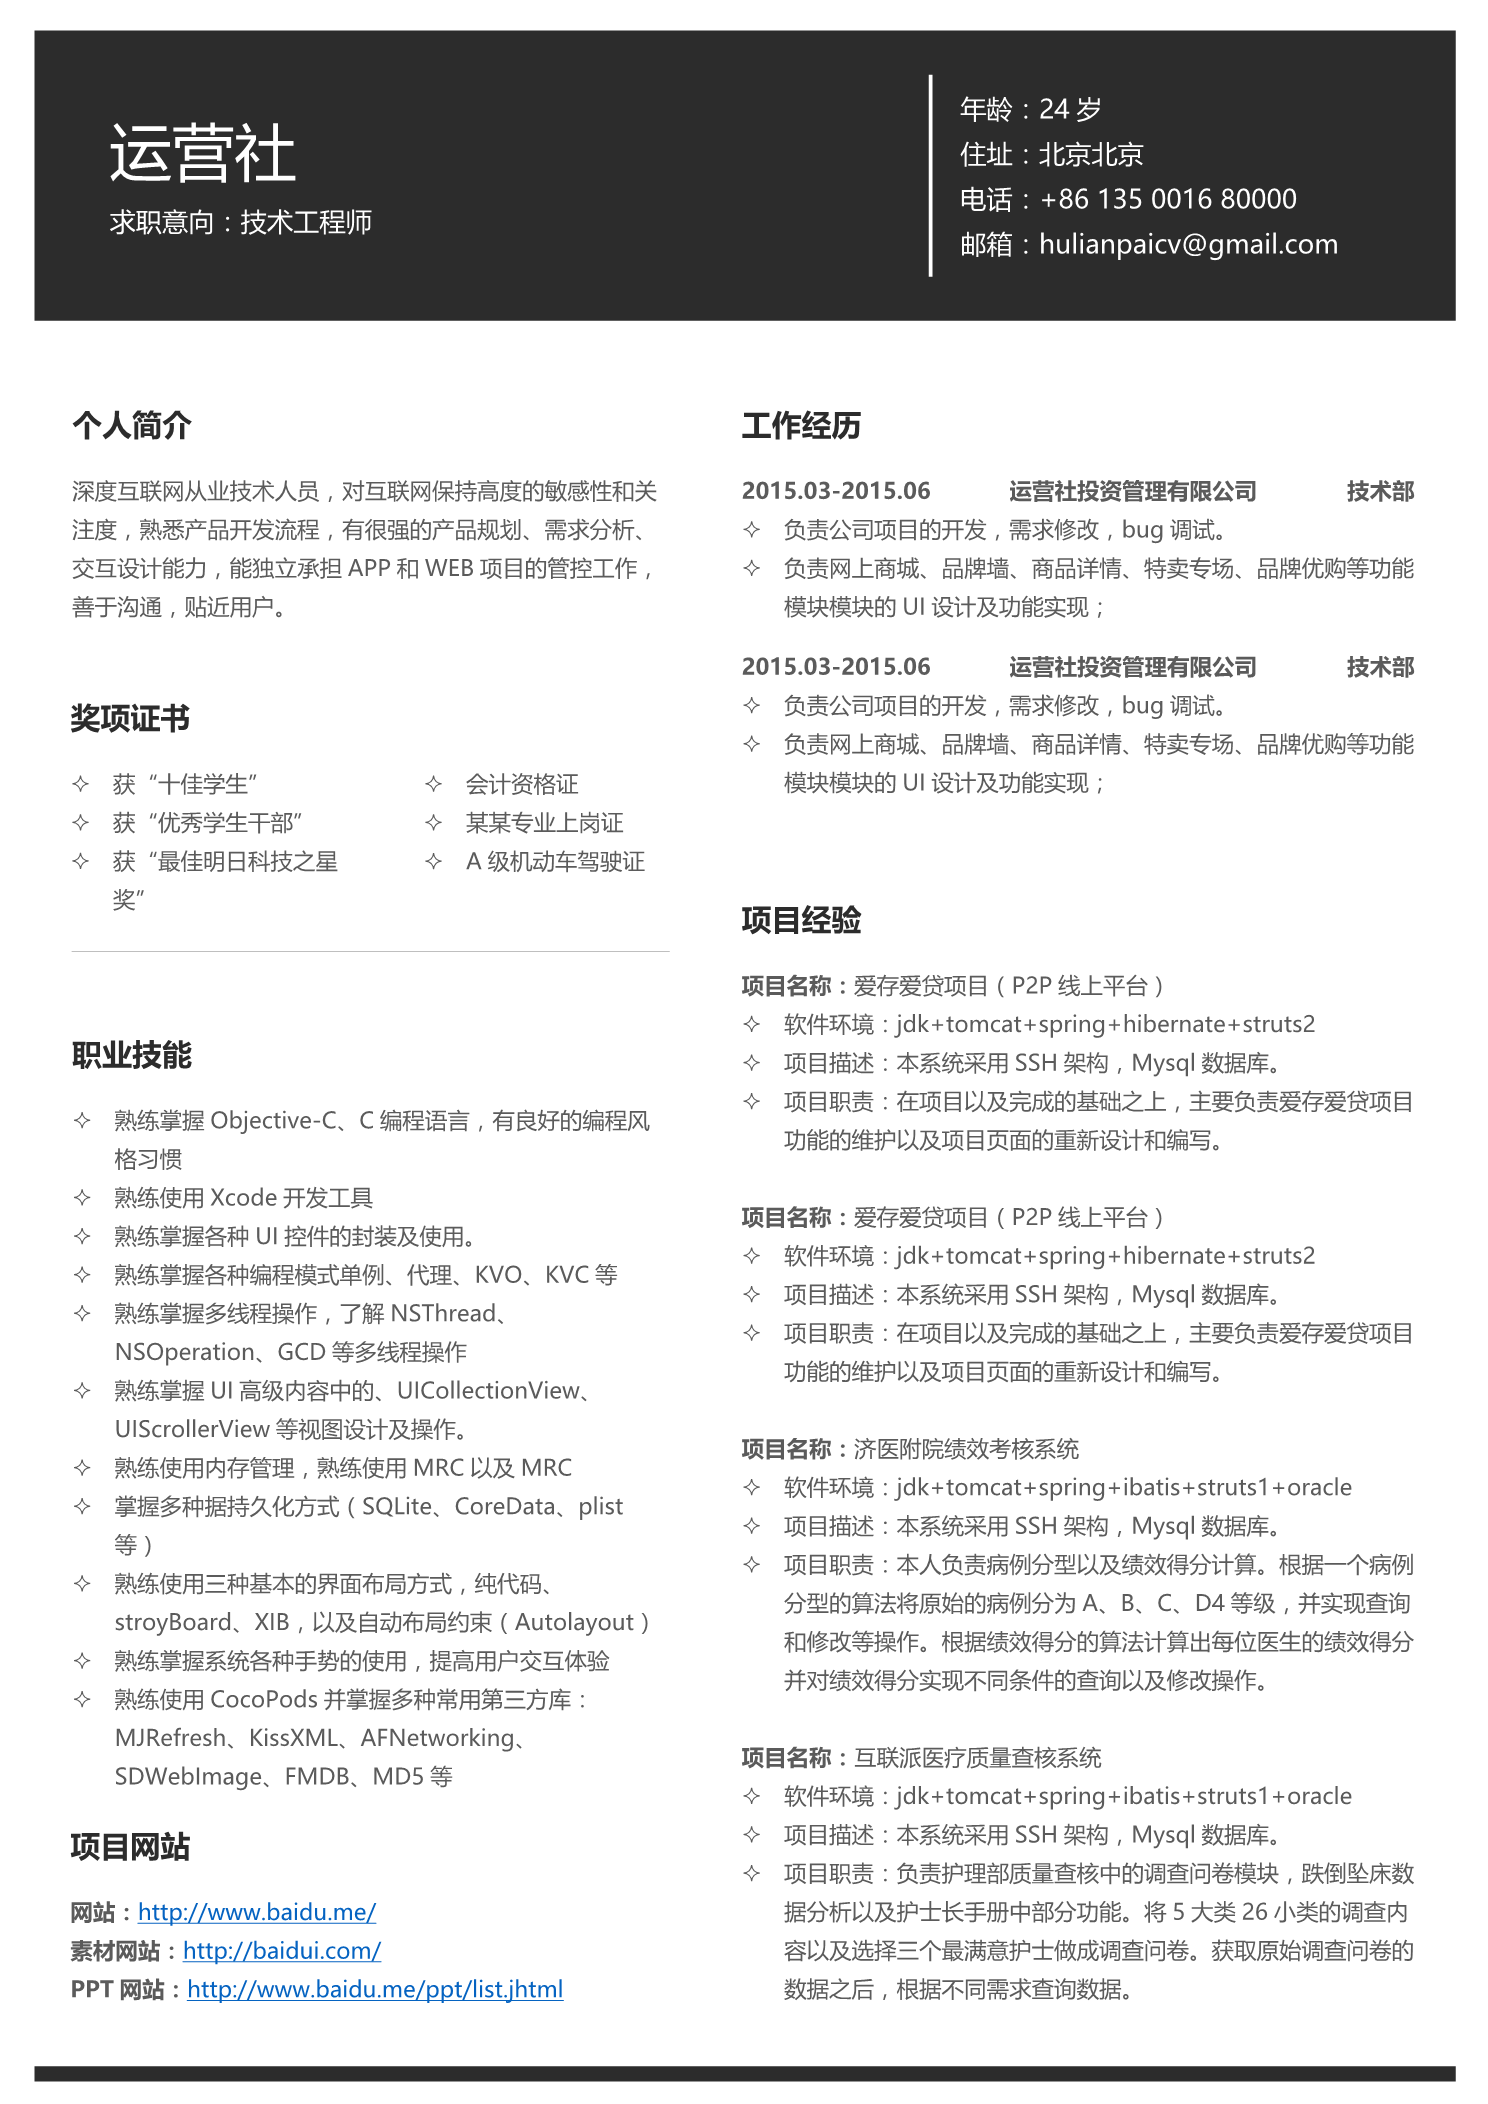 运营社
求职意向：技术工程师
年龄：24 岁
住址：北京北京
电话：+86 135 0016 80000
邮箱：hulianpaicv@gmail.com
个人简介
深度互联网从业技术人员，对互联网保持高度的敏感性和关
注度，熟悉产品开发流程，有很强的产品规划、需求分析、
交互设计能力，能独立承担 APP 和 WEB 项目的管控工作，
善于沟通，贴近用户。
奖项证书
✧ 获“十佳学生”
✧ 获“优秀学生干部”
✧ 获“最佳明日科技之星
奖”
✧ 会计资格证
✧ 某某专业上岗证
✧ A 级机动车驾驶证
职业技能
✧ 熟练掌握 Objective-C、C 编程语言，有良好的编程风
格习惯
✧ 熟练使用 Xcode 开发工具
✧ 熟练掌握各种 UI 控件的封装及使用。
✧ 熟练掌握各种编程模式单例、代理、KVO、KVC 等
✧ 熟练掌握多线程操作，了解 NSThread、
NSOperation、GCD 等多线程操作
✧ 熟练掌握 UI 高级内容中的、UICollectionView、
UIScrollerView 等视图设计及操作。
✧ 熟练使用内存管理，熟练使用 MRC 以及 MRC
✧ 掌握多种据持久化方式（SQLite、CoreData、plist
等）
✧ 熟练使用三种基本的界面布局方式，纯代码、
stroyBoard、XIB，以及自动布局约束（Autolayout）
✧ 熟练掌握系统各种手势的使用，提高用户交互体验
✧ 熟练使用 CocoPods 并掌握多种常用第三方库：
MJRefresh、KissXML、AFNetworking、
SDWebImage、FMDB、MD5 等
项目网站
网站：http://www.baidu.me/
素材网站：http://baidui.com/
PPT 网站：http://www.baidu.me/ppt/list.jhtml
工作经历
2015.03-2015.06 运营社投资管理有限公司 技术部
✧ 负责公司项目的开发，需求修改，bug 调试。
✧ 负责网上商城、品牌墙、商品详情、特卖专场、品牌优购等功能
模块模块的 UI 设计及功能实现；
2015.03-2015.06 运营社投资管理有限公司 技术部
✧ 负责公司项目的开发，需求修改，bug 调试。
✧ 负责网上商城、品牌墙、商品详情、特卖专场、品牌优购等功能
模块模块的 UI 设计及功能实现；
项目经验
项目名称：爱存爱贷项目（P2P 线上平台）
✧ 软件环境：jdk+tomcat+spring+hibernate+struts2
✧ 项目描述：本系统采用 SSH 架构，Mysql 数据库。
✧ 项目职责：在项目以及完成的基础之上，主要负责爱存爱贷项目
功能的维护以及项目页面的重新设计和编写。
项目名称：爱存爱贷项目（P2P 线上平台）
✧ 软件环境：jdk+tomcat+spring+hibernate+struts2
✧ 项目描述：本系统采用 SSH 架构，Mysql 数据库。
✧ 项目职责：在项目以及完成的基础之上，主要负责爱存爱贷项目
功能的维护以及项目页面的重新设计和编写。
项目名称：济医附院绩效考核系统
✧ 软件环境：jdk+tomcat+spring+ibatis+struts1+oracle
✧ 项目描述：本系统采用 SSH 架构，Mysql 数据库。
✧ 项目职责：本人负责病例分型以及绩效得分计算。根据一个病例
分型的算法将原始的病例分为 A、B、C、D4 等级，并实现查询
和修改等操作。根据绩效得分的算法计算出每位医生的绩效得分
并对绩效得分实现不同条件的查询以及修改操作。
项目名称：互联派医疗质量查核系统
✧ 软件环境：jdk+tomcat+spring+ibatis+struts1+oracle
✧ 项目描述：本系统采用 SSH 架构，Mysql 数据库。
✧ 项目职责：负责护理部质量查核中的调查问卷模块，跌倒坠床数
据分析以及护士长手册中部分功能。将 5 大类 26 小类的调查内
容以及选择三个最满意护士做成调查问卷。获取原始调查问卷的
数据之后，根据不同需求查询数据。